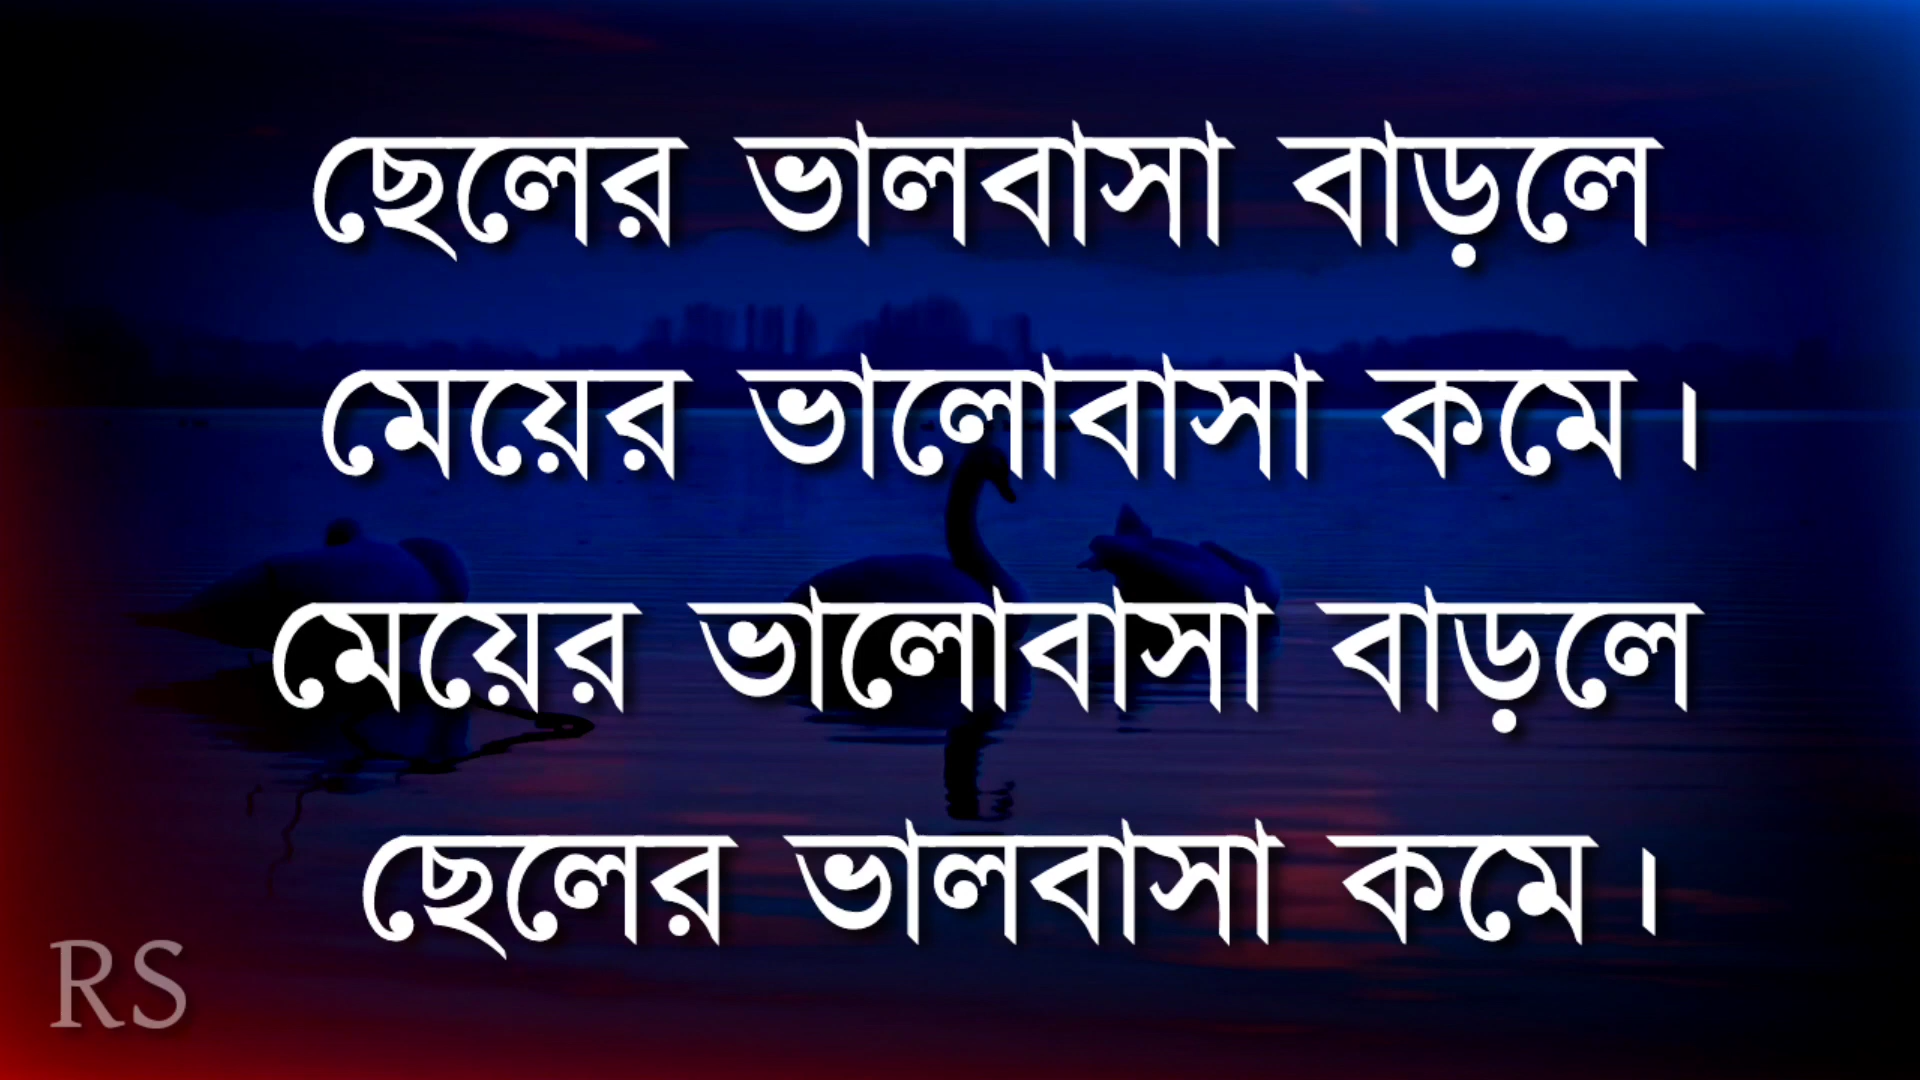 ছেলের ভালবাসা বাড়লে
মেয়ের ভালোবাসা কমে।
মেয়ের ভালোবাসা বাড়লে
ছেলের ভালবাসা কমে।
RS